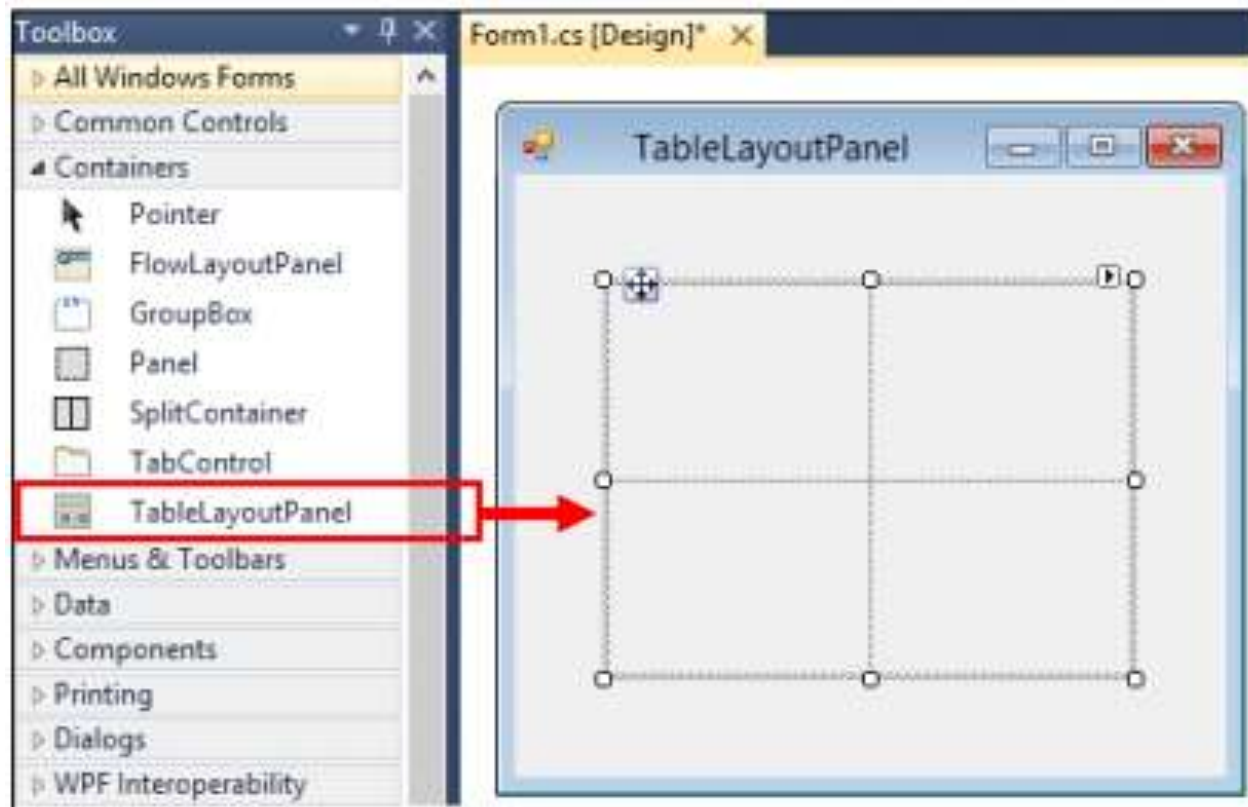 Toolbox
All Windows Forms
Common Controls
Containers
Pointer
FlowLayoutPanel
GroupBox
Panel
SplitContainer
TabControl
TableLayoutPanel
Menus & Toolbars
Data
Components
Printing
Dialogs
WPF Interoperability
Form1.cs [Design]*
TableLayoutPanel